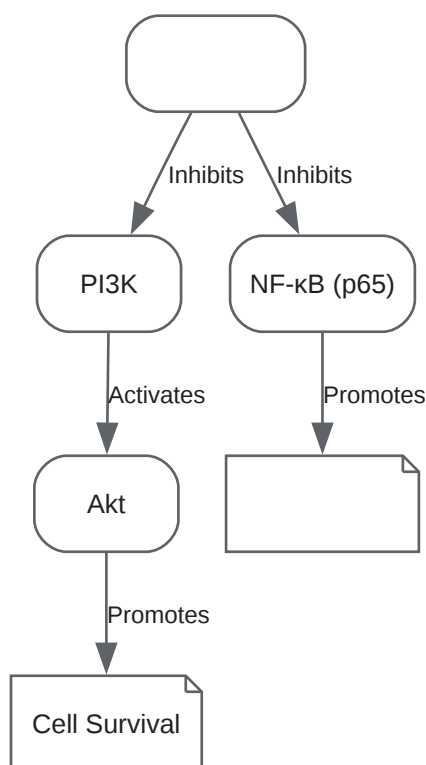 Inhibits
Inhibits
PI3K
NF-κB (p65)
Activates
Promotes
Akt
Promotes
Cell Survival